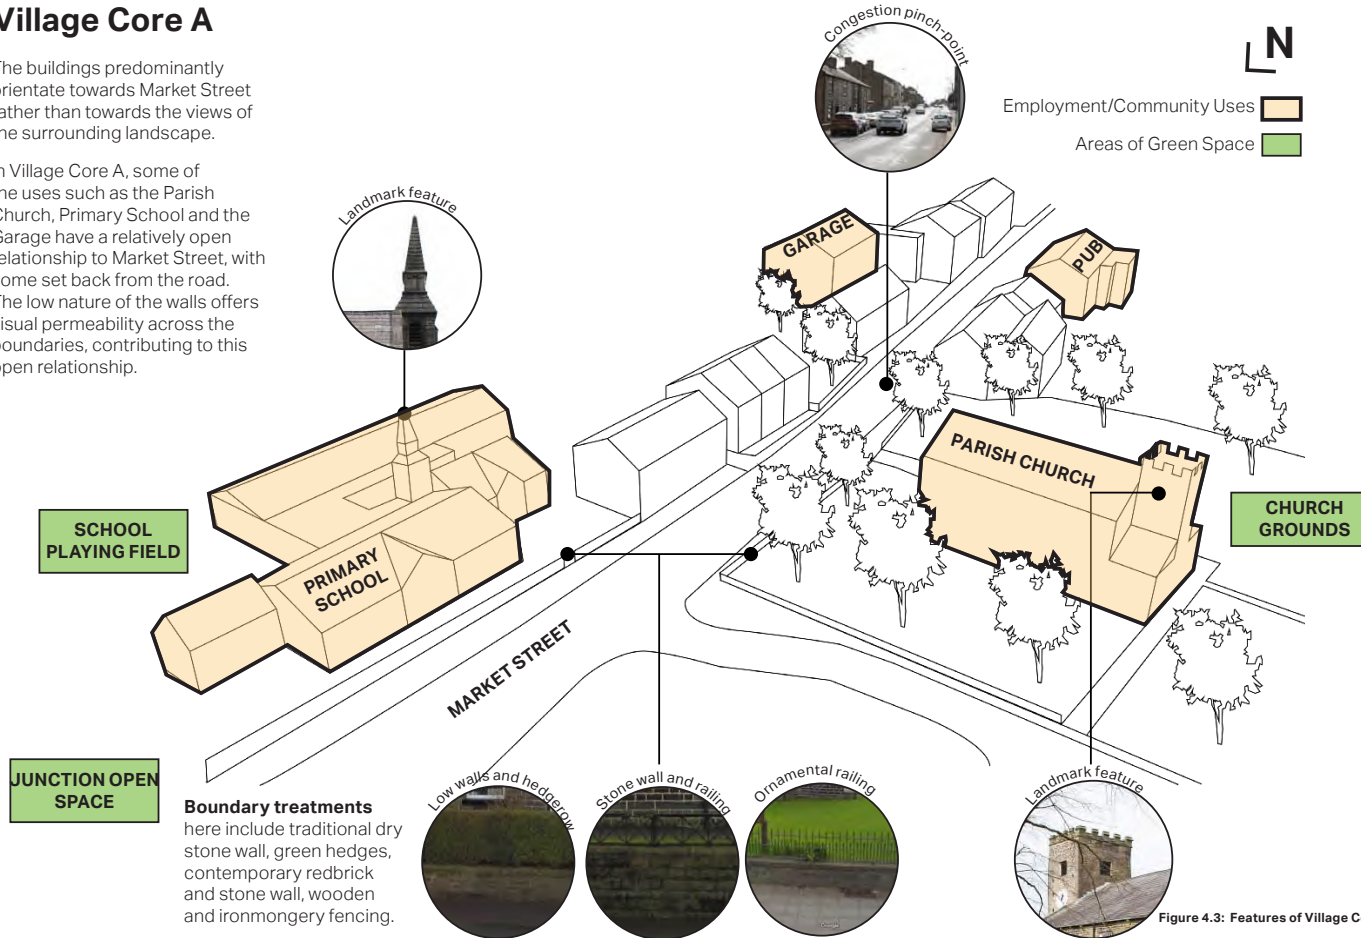 Village Core A
The buildings predominantly
orientate towards Market Street
rather than towards the views of
the surrounding landscape.
In Village Core A, some of
the uses such as the Parish
Church, Primary School and the
Garage have a relatively open
relationship to Market Street, with
some set back from the road.
The low nature of the walls offers
visual permeability across the
boundaries, contributing to this
open relationship.
Landmark feature
Congestion pinch-point
N
Employment/Community Uses
Areas of Green Space
GARAGE
PUB
PARISH CHURCH
CHURCH
GROUNDS
SCHOOL
PLAYING FIELD
PRIMARY
SCHOOL
MARKET STREET
JUNCTION OPEN
SPACE
Boundary treatments
here include traditional dry
stone wall, green hedges,
contemporary redbrick
and stone wall, wooden
and ironmongery fencing.
Low walls and hedgerow
Stone wall and railing
Ornamental railing
Landmark feature
Figure 4.3: Features of Village C